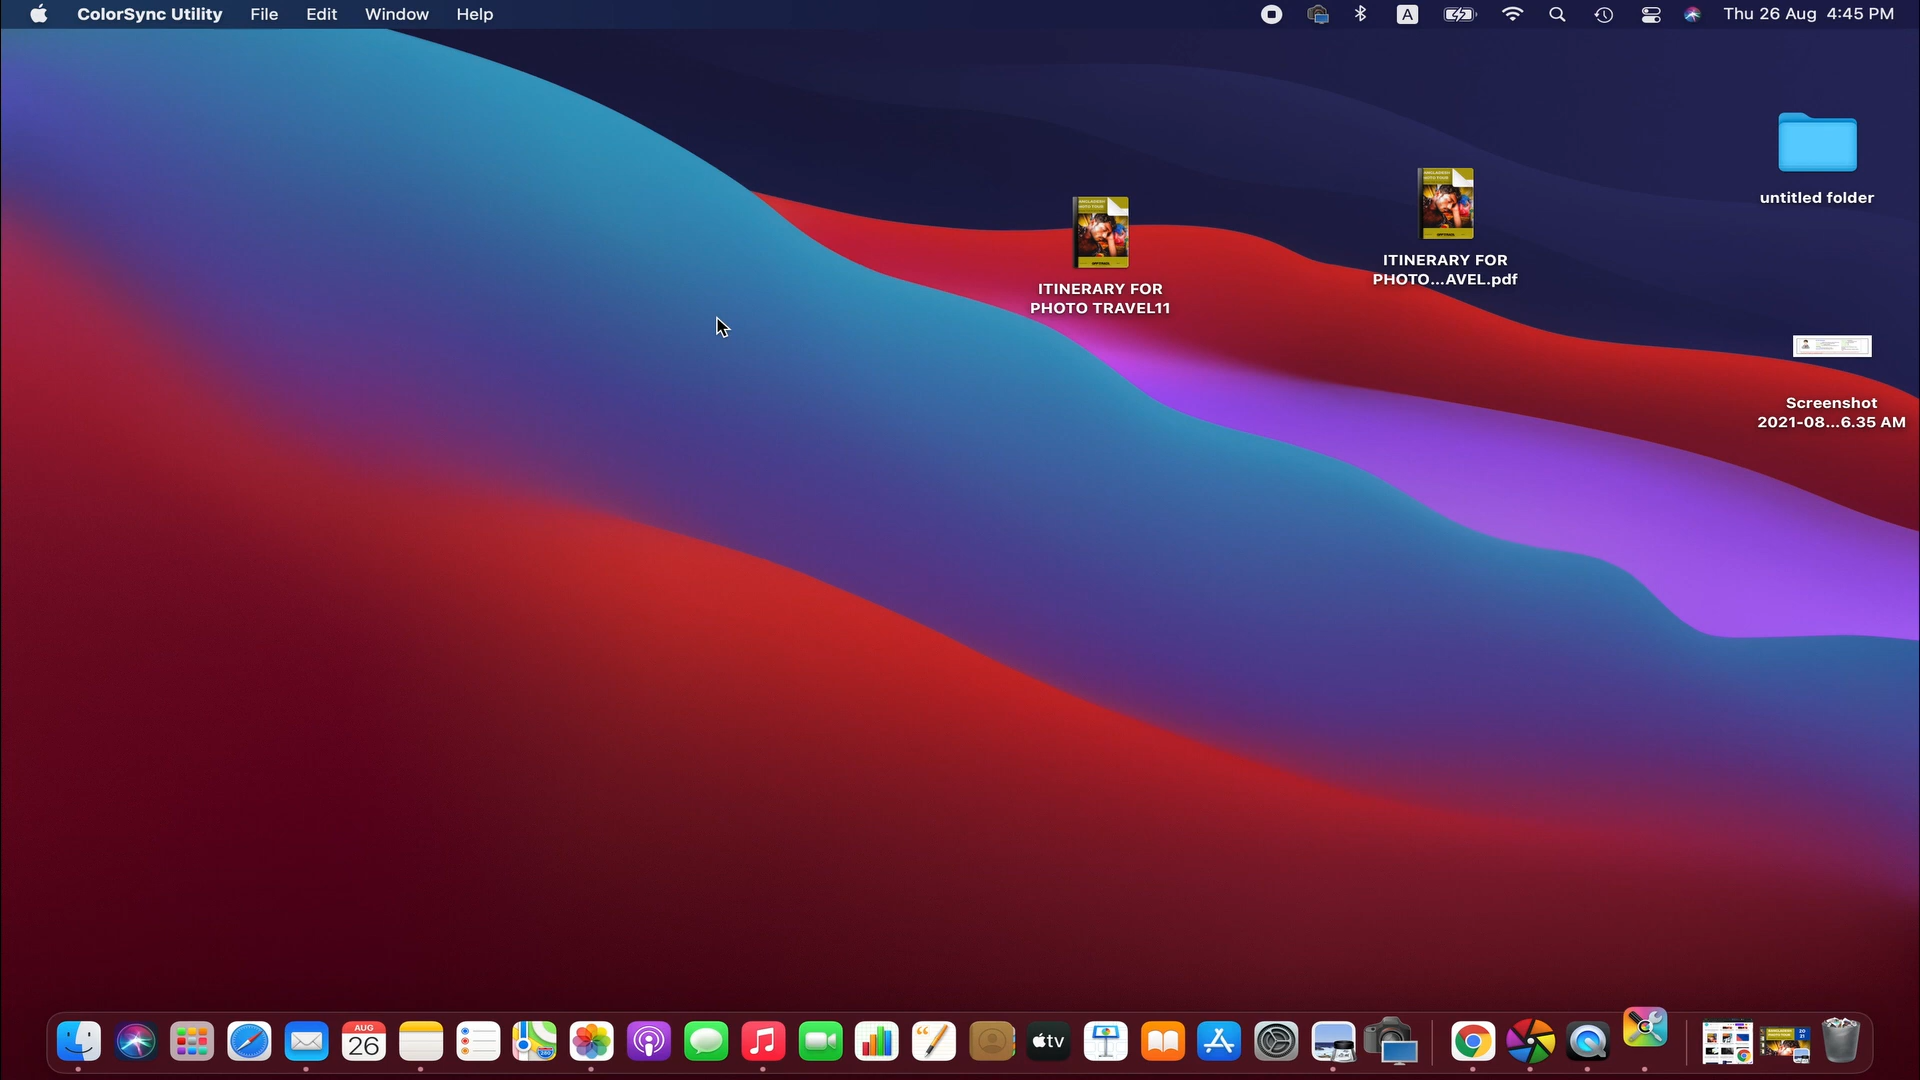 ColorSync Utility File Edit Window Help A Thu 26 Aug 4:45 PM
untitled folder
ITINERARY FOR
PHOTO...AVEL.pdf
ITINERARY FOR
PHOTO TRAVEL11
Screenshot
2021-08...6.35 AM
AUG
26
tv